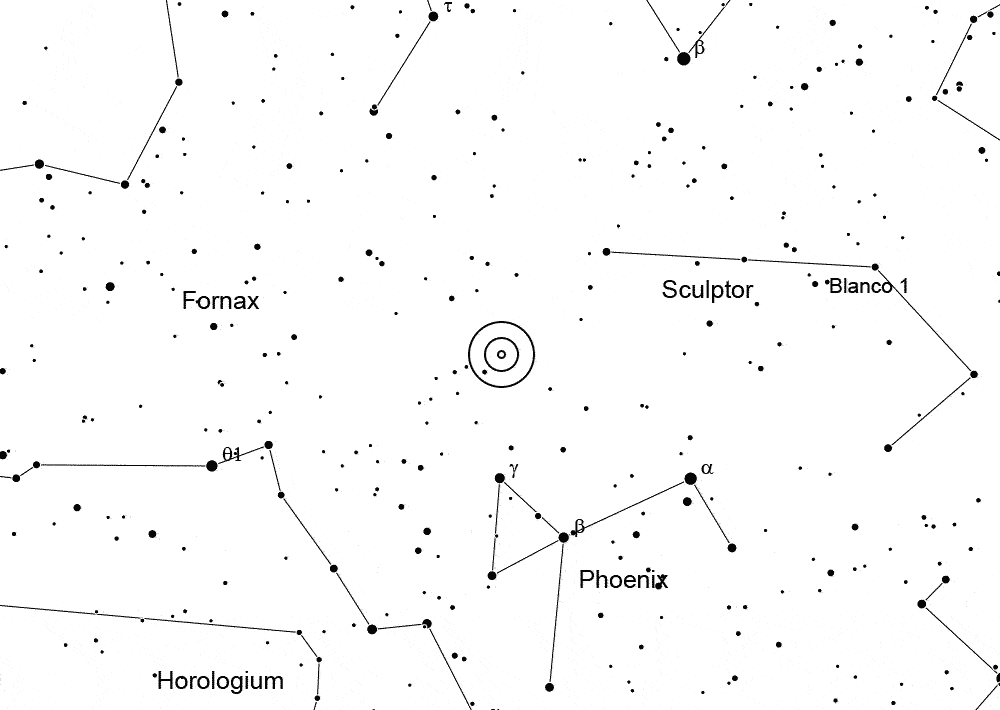 τ
β
Sculptor
Blanco 1
Fornax
θ1
γ
α
β
Phoenix
Horologium